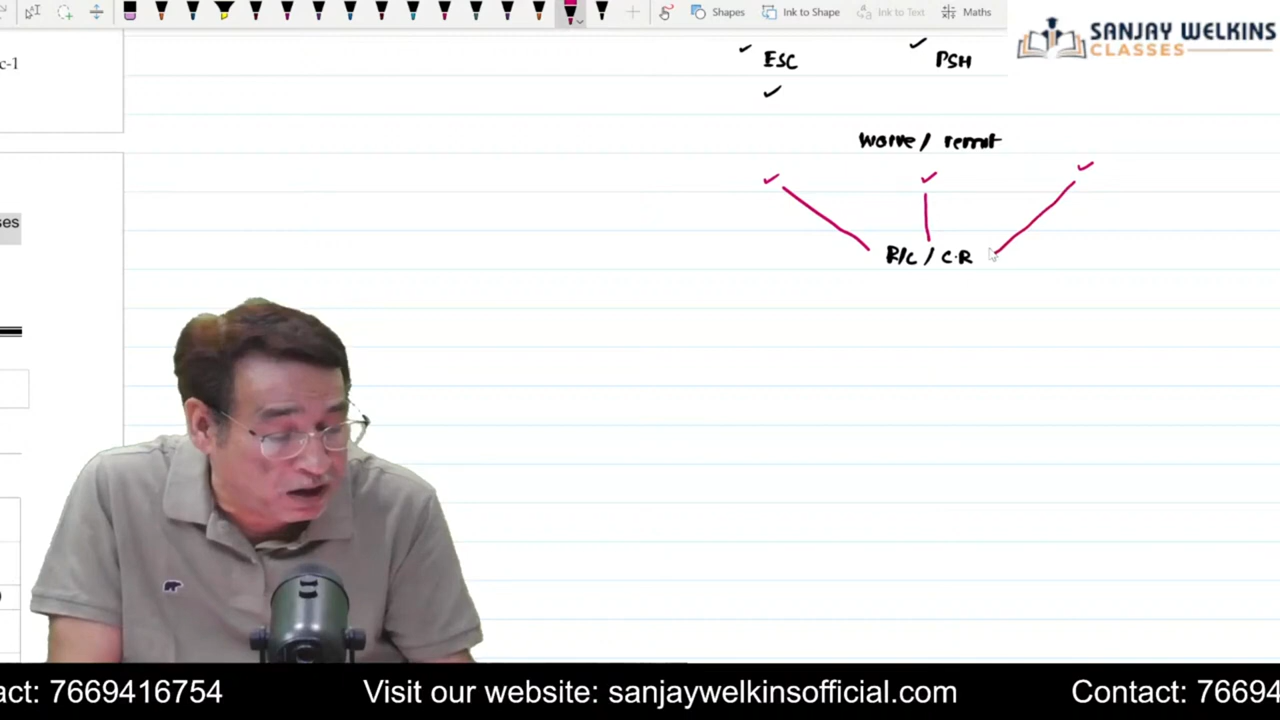 Shapes Ink to Shape Ink to Text Maths
SANJAY WELKINS
CLASSES
c-1
ESC PSH
waive / remit
ses
R/C / C.R
act: 7669416754 Visit our website: sanjaywelkinsofficial.com Contact: 76694